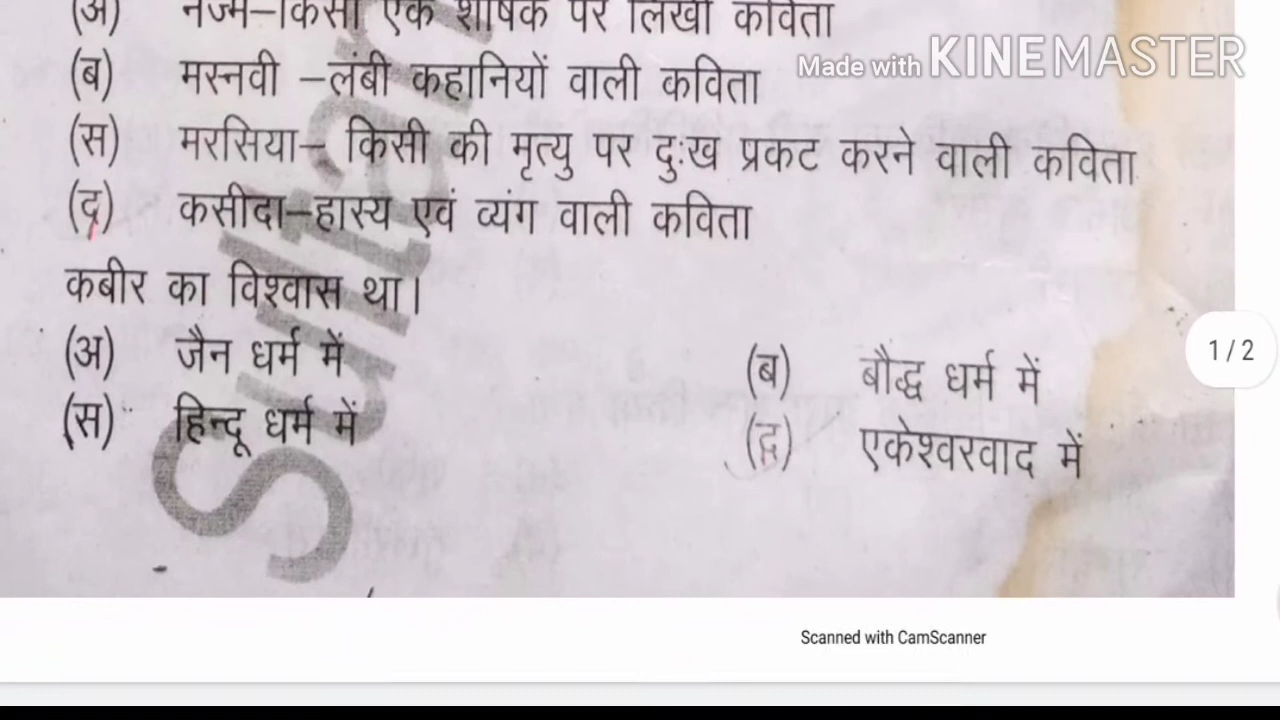 (अ) नज्म–किसी एक शीर्षक पर लिखी कविता
Made with KINEMASTER
(ब) मस्नवी –लंबी कहानियों वाली कविता
(स) मरसिया– किसी की मृत्यु पर दुःख प्रकट करने वाली कविता
(द) कसीदा–हास्य एवं व्यंग वाली कविता
कबीर का विश्वास था।
(अ) जैन धर्म में (ब) बौद्ध धर्म में
(स) हिन्दू धर्म में (द) एकेश्वरवाद में
1 / 2
Sultan
Scanned with CamScanner